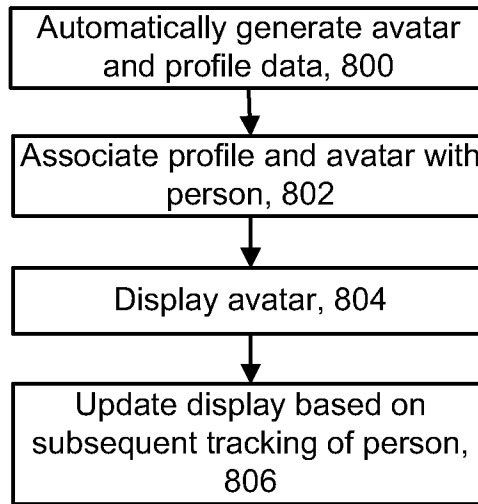 Automatically generate avatar
and profile data, 800
Associate profile and avatar with
person, 802
Display avatar, 804
Update display based on
subsequent tracking of person,
806